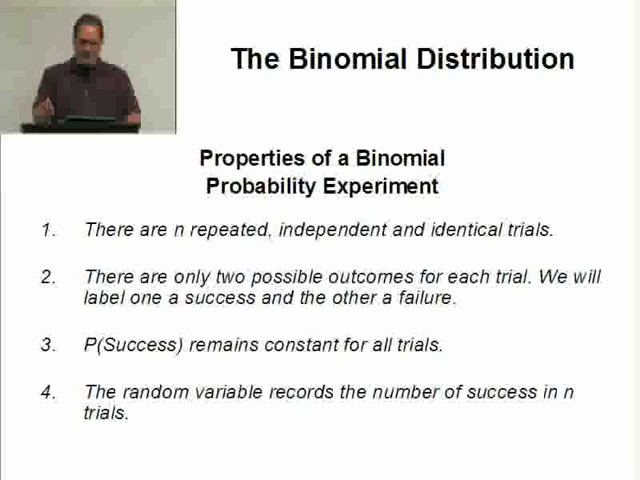 The Binomial Distribution
Properties of a Binomial
Probability Experiment
1. There are n repeated, independent and identical trials.
2. There are only two possible outcomes for each trial. We will
label one a success and the other a failure.
3. P(Success) remains constant for all trials.
4. The random variable records the number of success in n
trials.